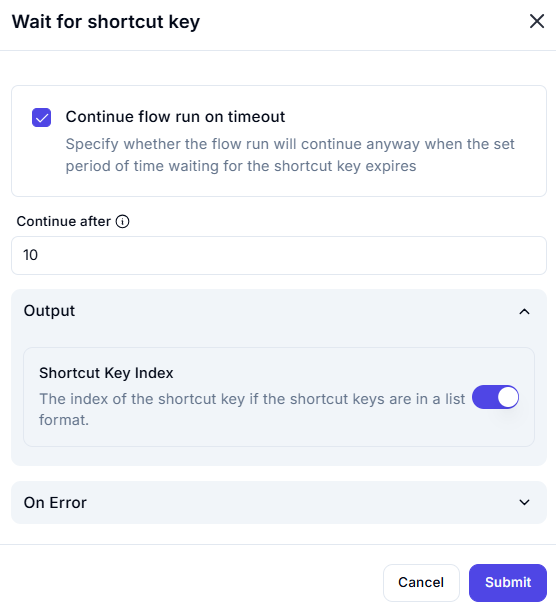 Wait for shortcut key
Continue flow run on timeout
Specify whether the flow run will continue anyway when the set
period of time waiting for the shortcut key expires
Continue after
10
Output
Shortcut Key Index
The index of the shortcut key if the shortcut keys are in a list
format.
On Error
Cancel Submit